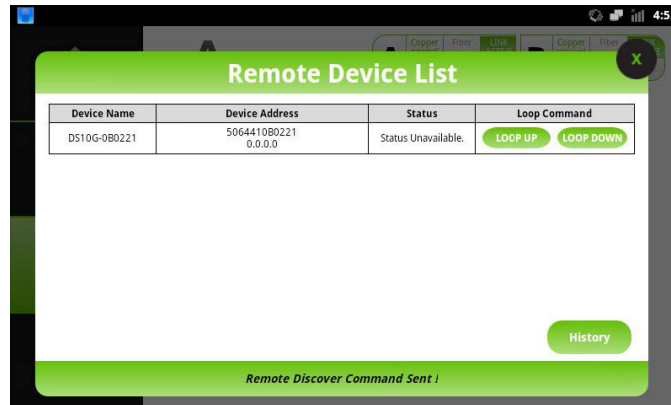 4:5
Copper Fiber LINK Copper Fiber
Remote Device List
X
Device Name Device Address Status Loop Command
DS10G-0B0221 5064410B0221 Status Unavailable. LOOP UP LOOP DOWN
0.0.0.0
History
Remote Discover Command Sent !